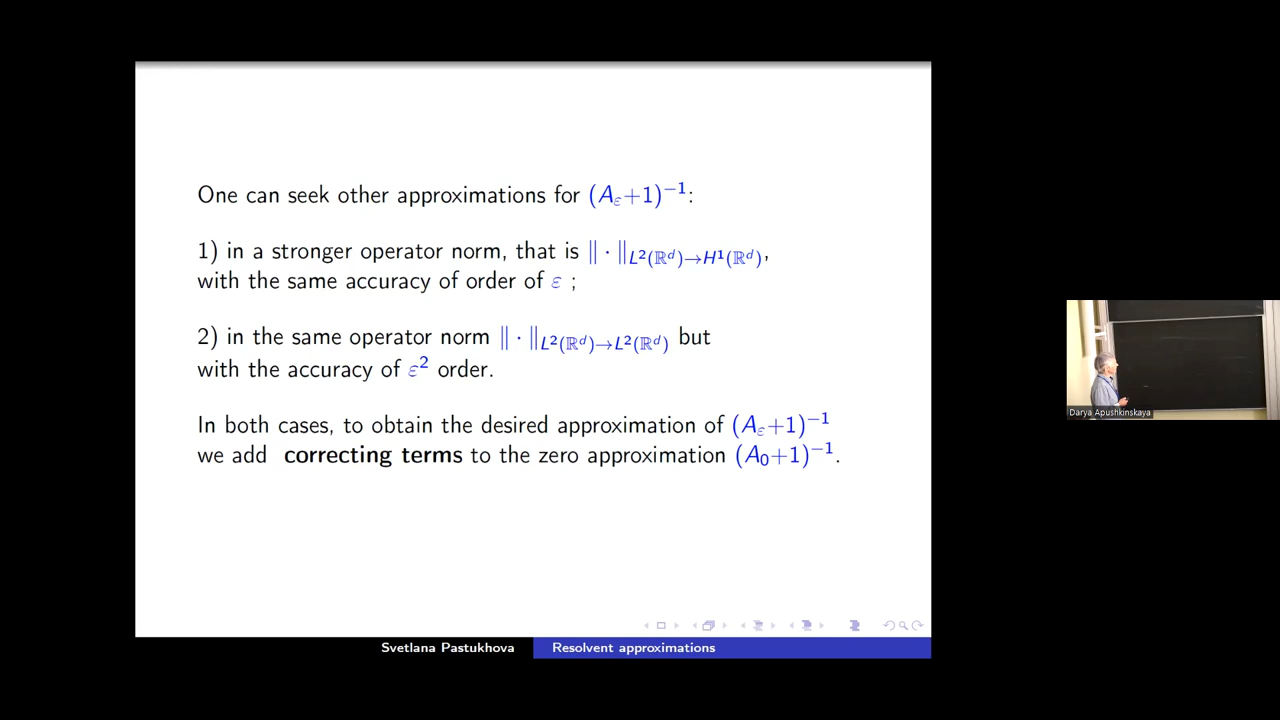 One can seek other approximations for (A_ε+1)^{−1}:
1) in a stronger operator norm, that is ‖ · ‖_{L²(ℝ^d)→H¹(ℝ^d)},
with the same accuracy of order of ε ;
2) in the same operator norm ‖ · ‖_{L²(ℝ^d)→L²(ℝ^d)} but
with the accuracy of ε² order.
In both cases, to obtain the desired approximation of (A_ε+1)^{−1}
we add correcting terms to the zero approximation (A_0+1)^{−1}.
Svetlana Pastukhova Resolvent approximations
Darya Apushkinskaya